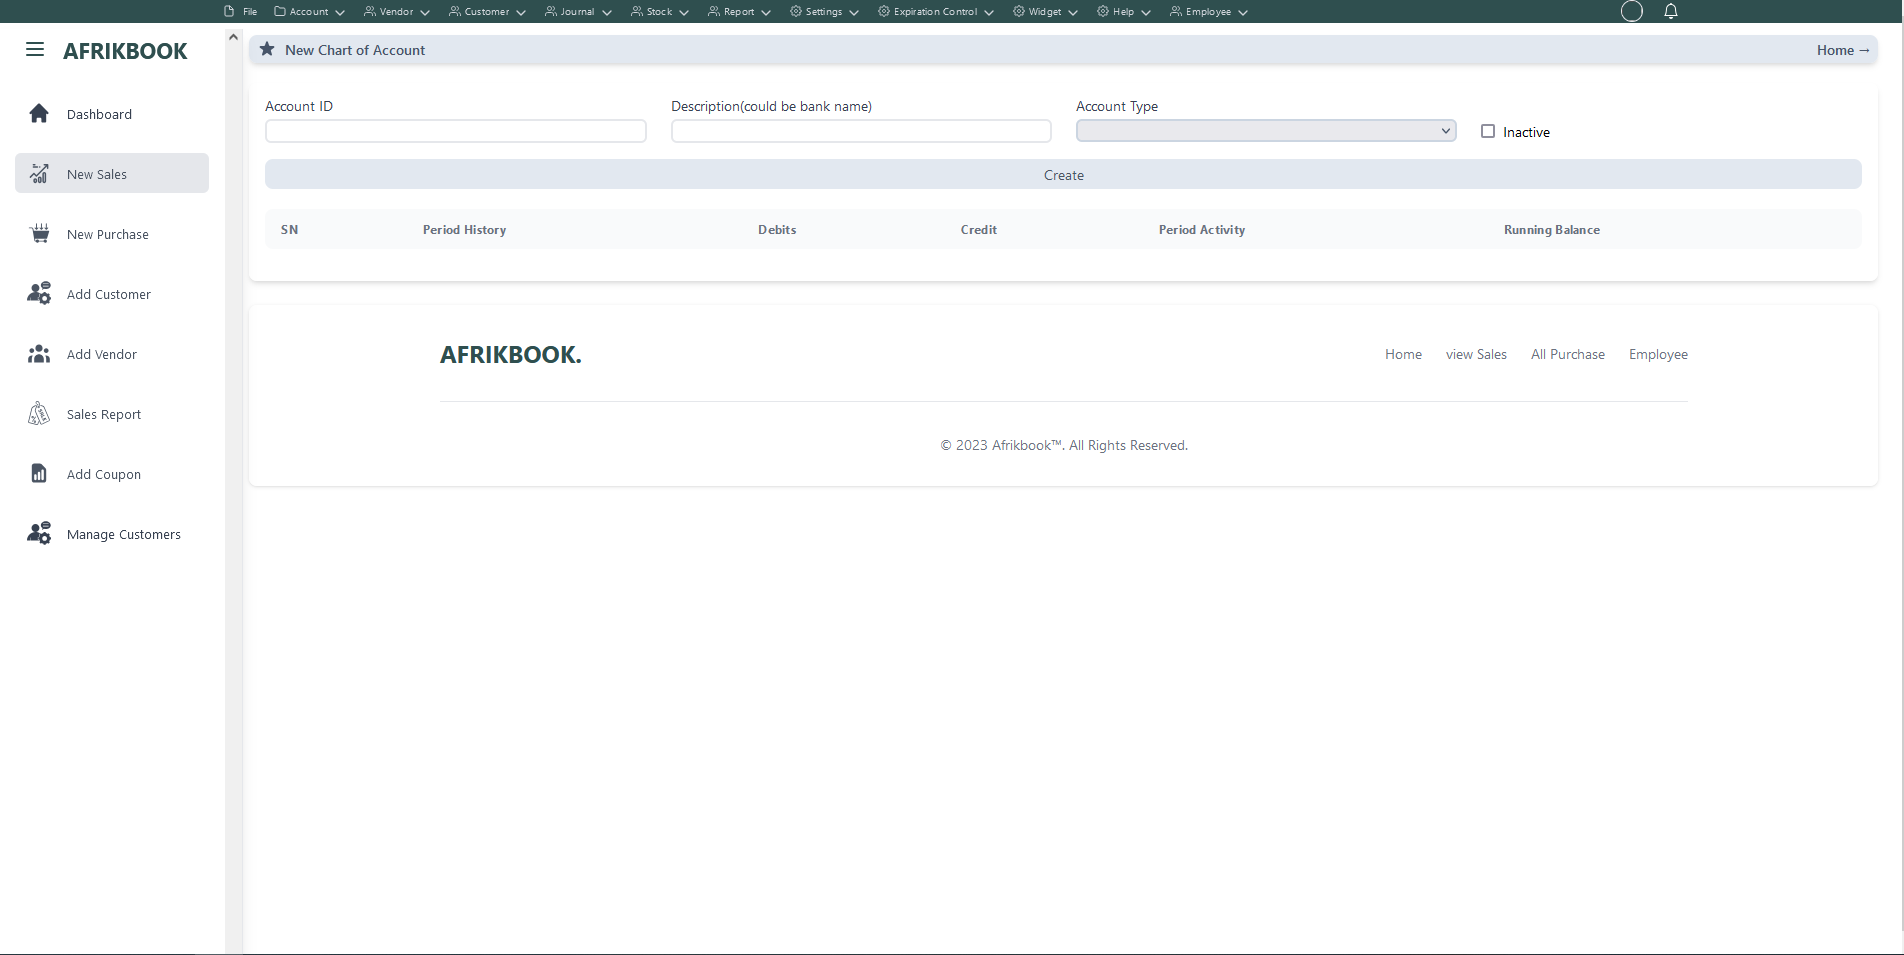 File Account Vendor Customer Journal Stock Report Settings Expiration Control Widget Help Employee
AFRIKBOOK
New Chart of Account Home →
Dashboard
New Sales
New Purchase
Add Customer
Add Vendor
Sales Report
Add Coupon
Manage Customers
Account ID Description(could be bank name) Account Type
Inactive
Create
SN Period History Debits Credit Period Activity Running Balance
AFRIKBOOK. Home view Sales All Purchase Employee
© 2023 Afrikbook™. All Rights Reserved.